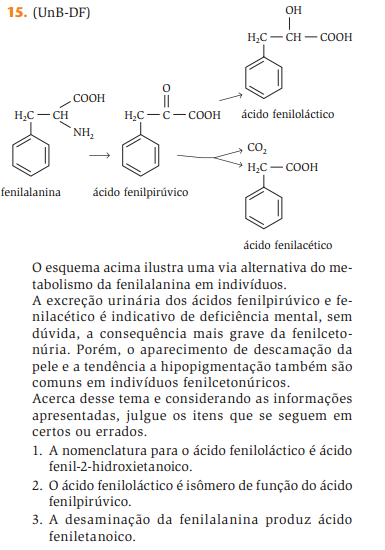 15. (UnB-DF)
OH
H₂C — CH — COOH
ácido feniloláctico
COOH
H₂C — CH
NH₂
fenilalanina
O
H₂C — C — COOH
ácido fenilpirúvico
CO₂
H₂C — COOH
ácido fenilacético
O esquema acima ilustra uma via alternativa do me-
tabolismo da fenilalanina em indivíduos.
A excreção urinária dos ácidos fenilpirúvico e fe-
nilacético é indicativo de deficiência mental, sem
dúvida, a consequência mais grave da fenilceto-
núria. Porém, o aparecimento de descamação da
pele e a tendência a hipopigmentação também são
comuns em indivíduos fenilcetonúricos.
Acerca desse tema e considerando as informações
apresentadas, julgue os itens que se seguem em
certos ou errados.
1. A nomenclatura para o ácido feniloláctico é ácido
fenil-2-hidroxietanoico.
2. O ácido feniloláctico é isômero de função do ácido
fenilpirúvico.
3. A desaminação da fenilalanina produz ácido
feniletanoico.